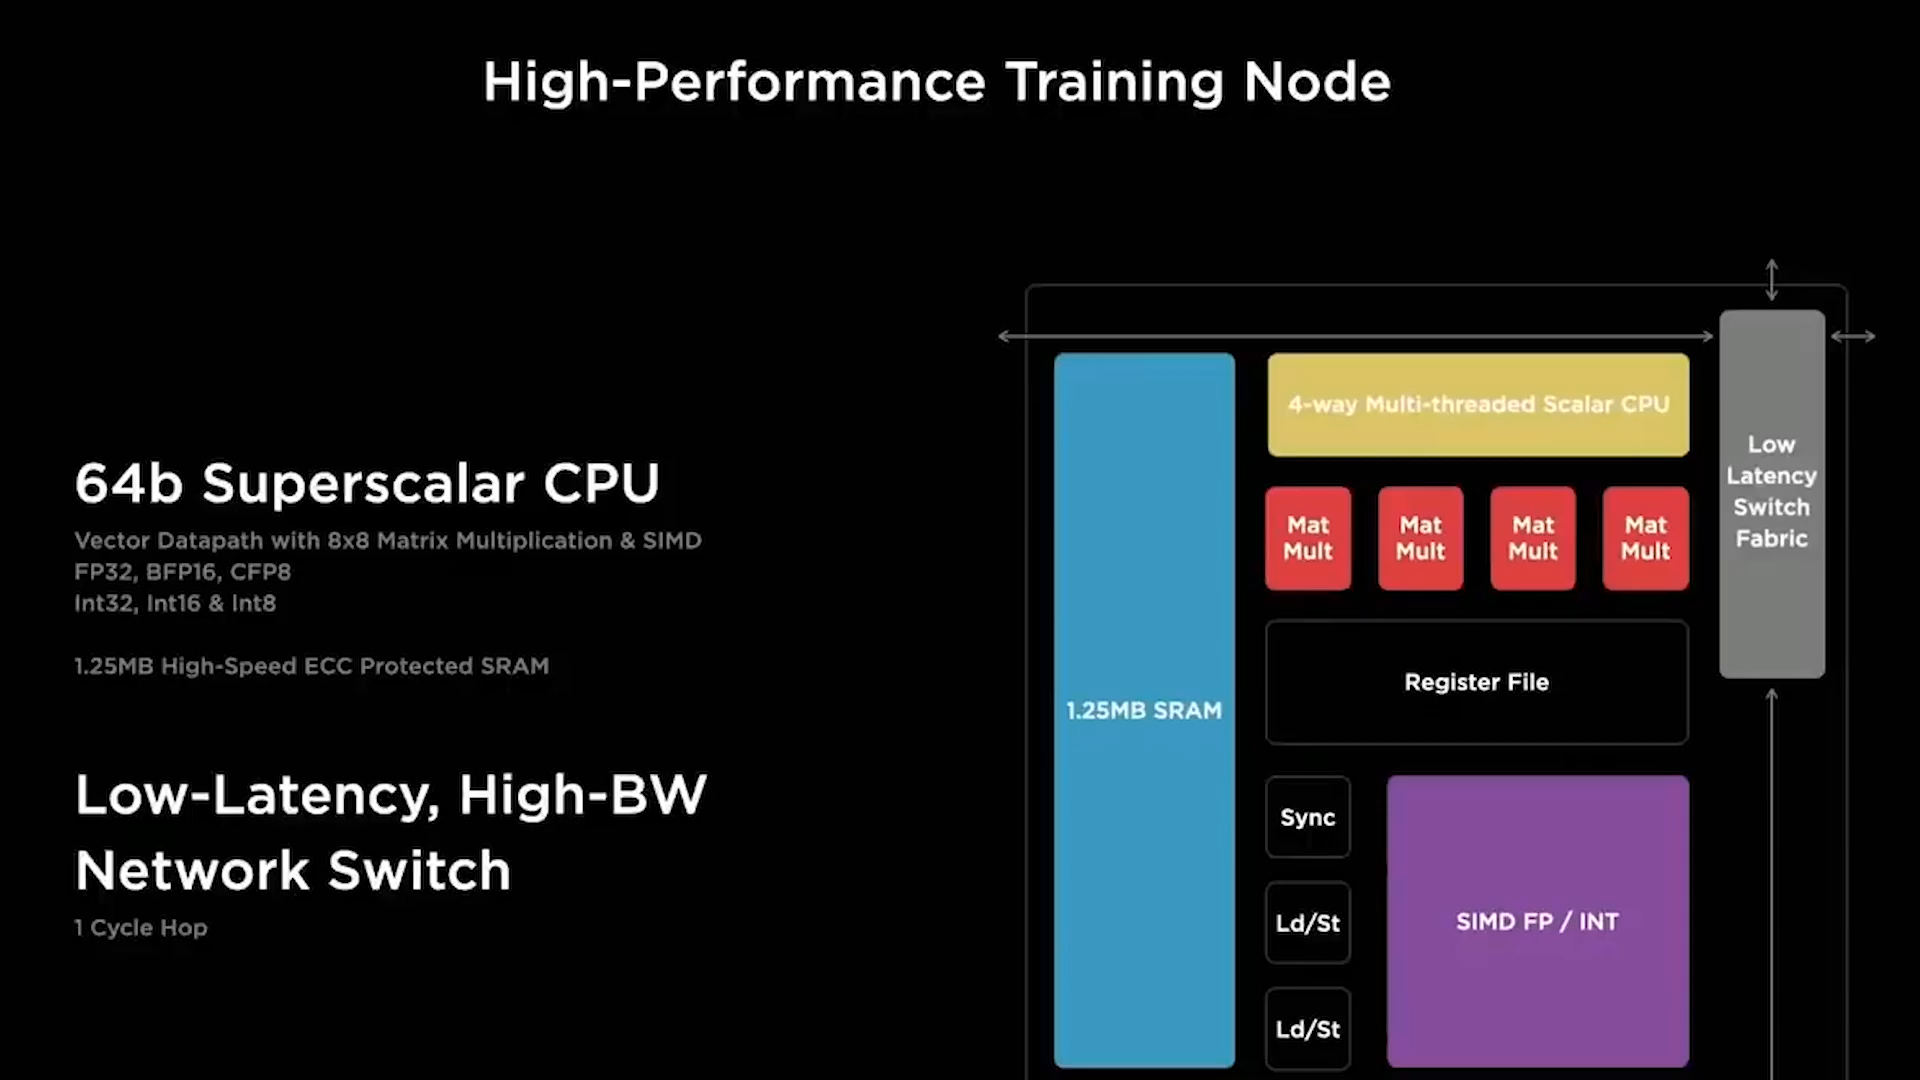 High-Performance Training Node
64b Superscalar CPU
Vector Datapath with 8x8 Matrix Multiplication & SIMD
FP32, BFP16, CFP8
Int32, Int16 & Int8
1.25MB High-Speed ECC Protected SRAM
Low-Latency, High-BW
Network Switch
1 Cycle Hop
1.25MB SRAM
4-way Multi-threaded Scalar CPU
Mat
Mult
Mat
Mult
Mat
Mult
Mat
Mult
Register File
Sync
Ld/St
Ld/St
SIMD FP / INT
Low
Latency
Switch
Fabric